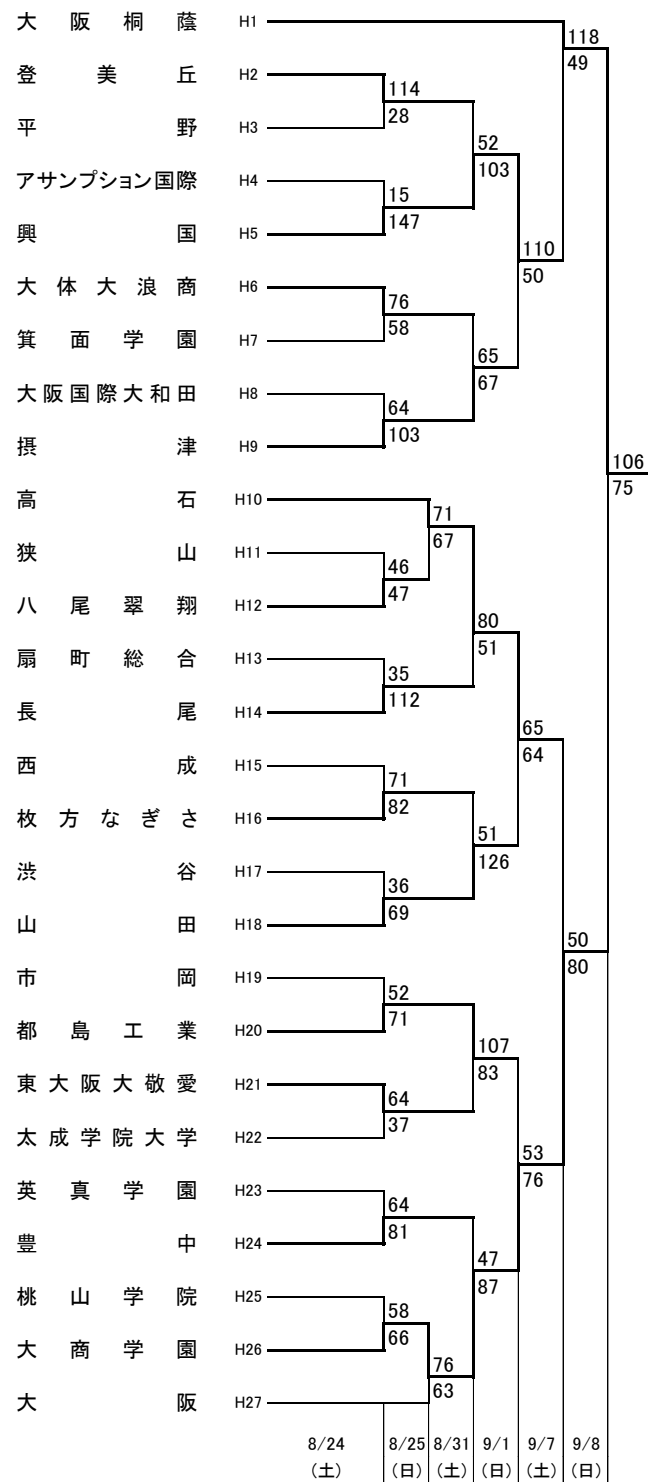 大阪桐蔭 H1
118
49
登美丘 H2
114
28
平野 H3
52
103
アサンプション国際 H4
15
147
興国 H5
110
50
大体大浪商 H6
76
58
箕面学園 H7
65
67
大阪国際大和田 H8
64
103
摂津 H9
106
75
高石 H10
71
67
狭山 H11
46
47
八尾翠翔 H12
80
51
扇町総合 H13
35
112
長尾 H14
65
64
西成 H15
71
82
枚方なぎさ H16
51
126
渋谷 H17
36
69
山田 H18
50
80
市岡 H19
52
71
都島工業 H20
107
83
東大阪大敬愛 H21
64
37
太成学院大学 H22
53
76
英真学園 H23
64
81
豊中 H24
47
87
桃山学院 H25
58
66
大商学園 H26
76
63
大阪 H27
8/24 8/25 8/31 9/1 9/7 9/8
(土) (日) (土) (日) (土) (日)